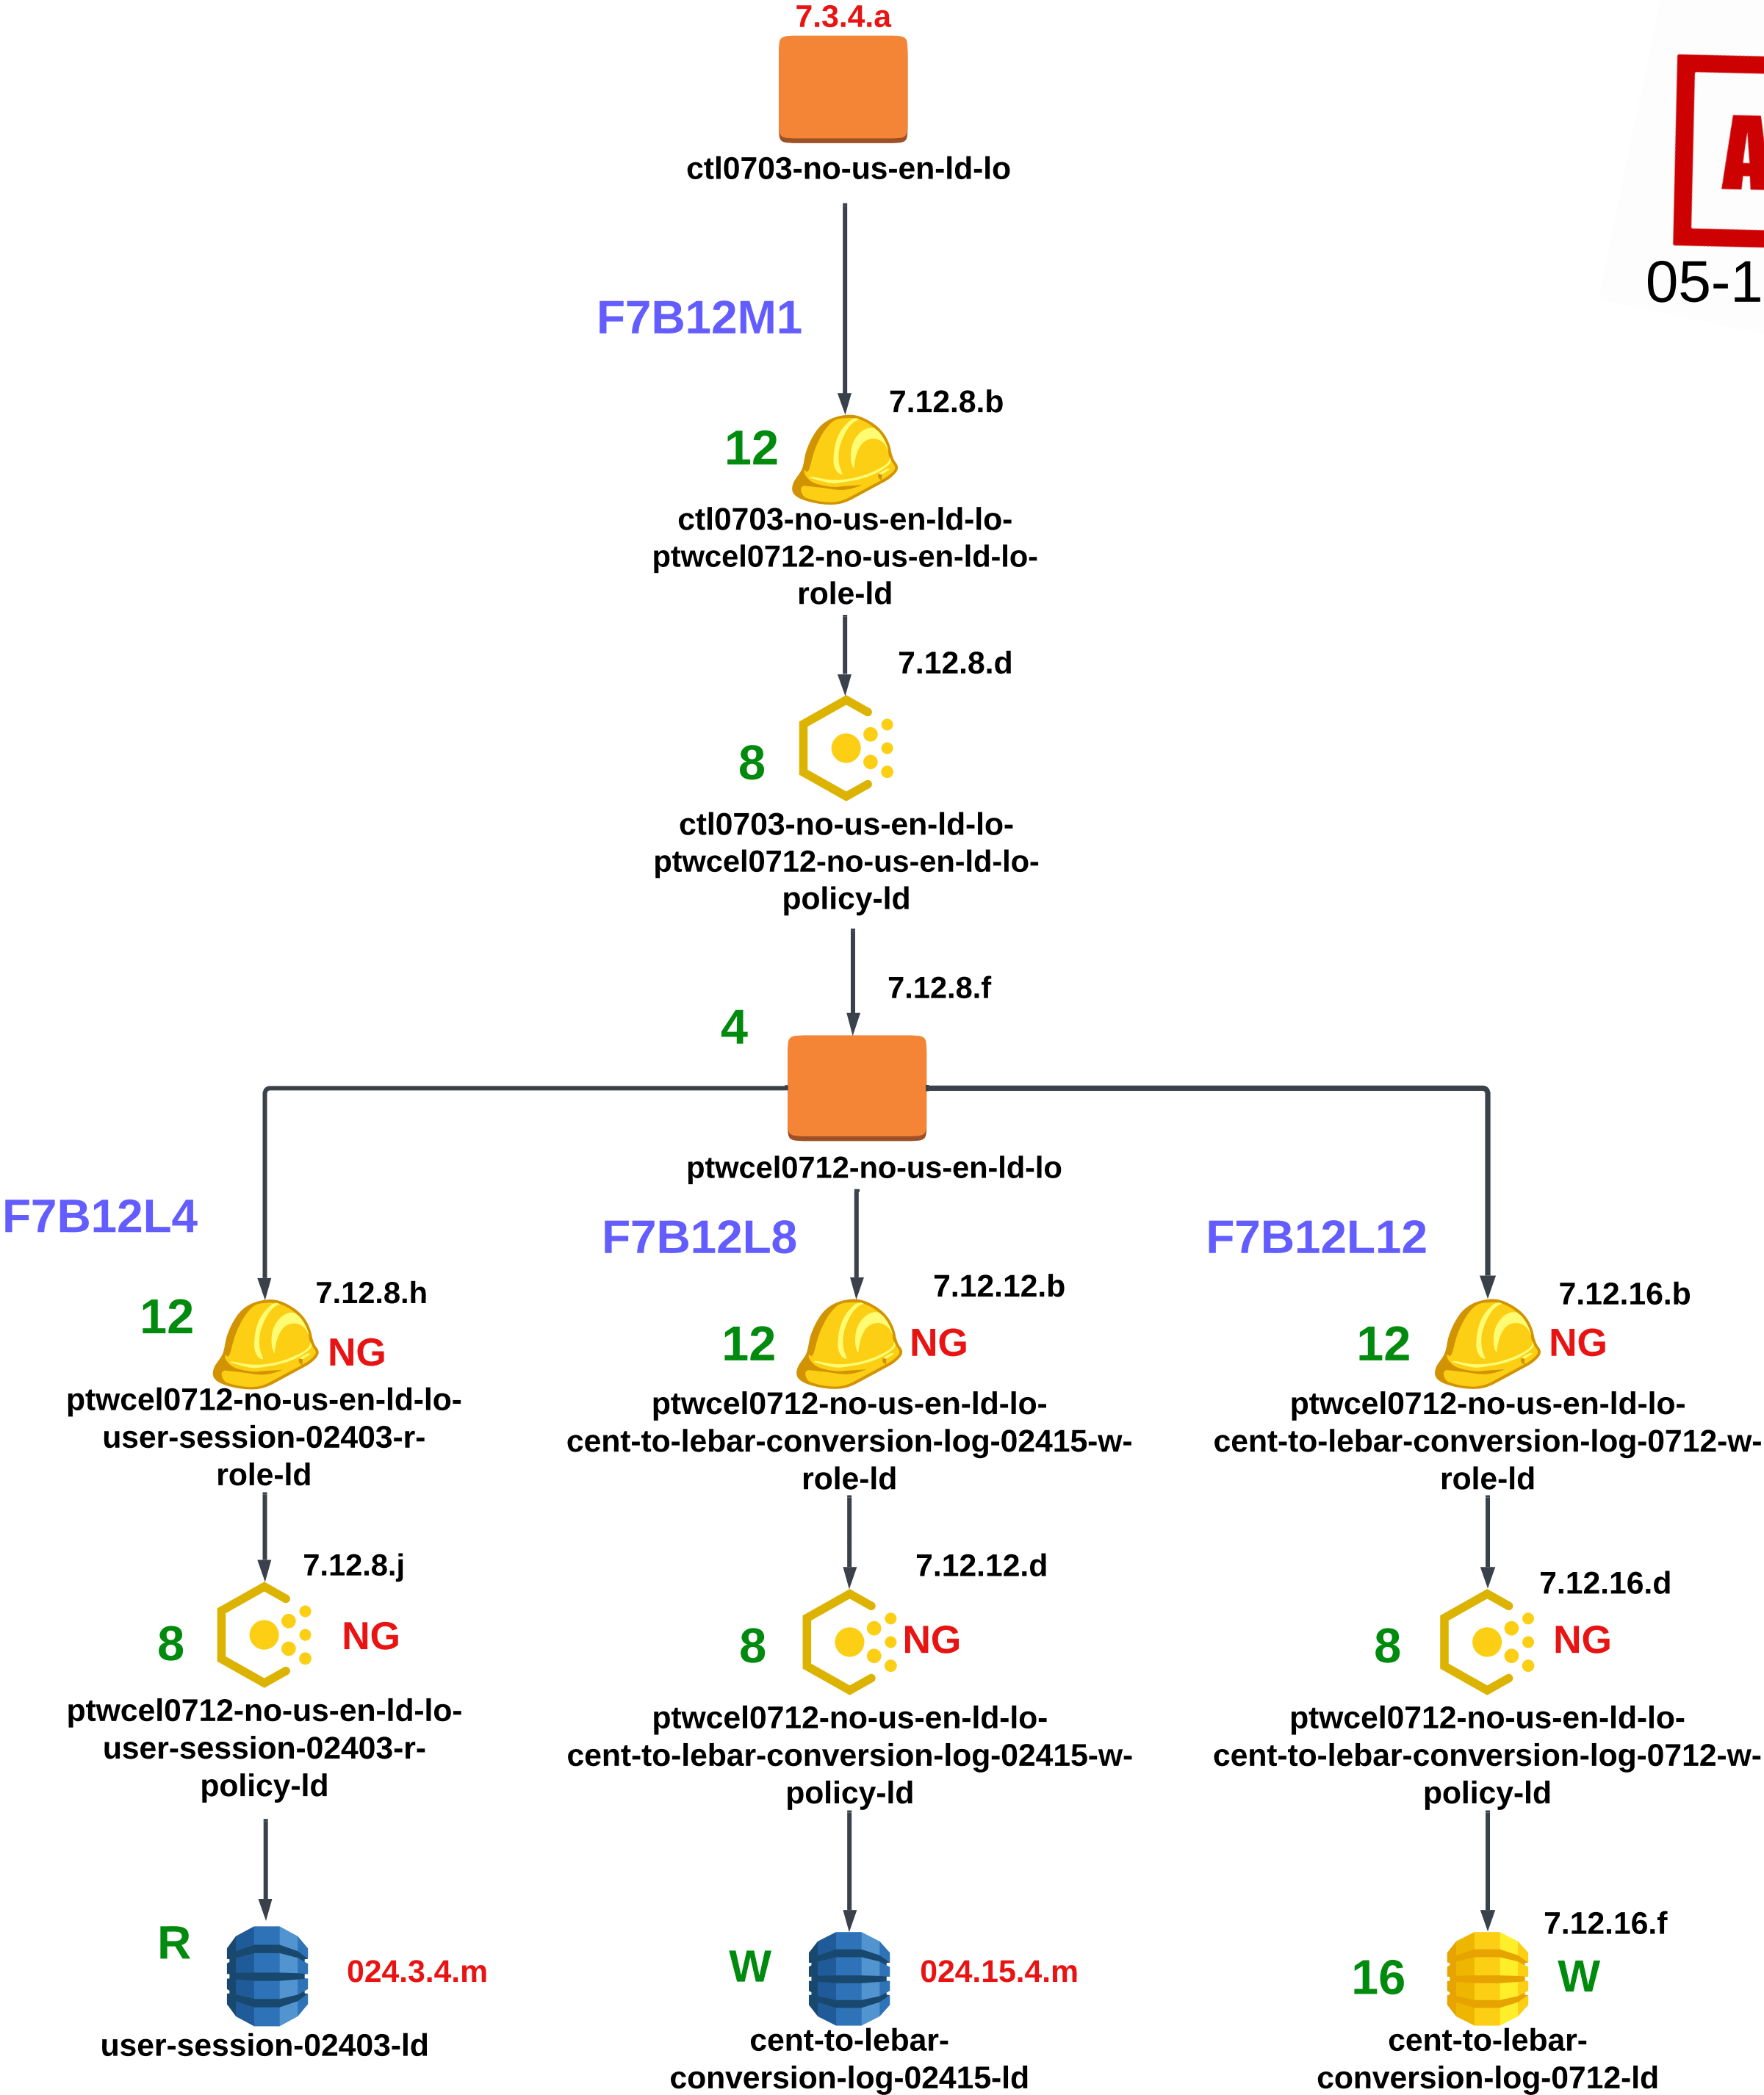 7.3.4.a
ctl0703-no-us-en-ld-lo
05-1
F7B12M1
7.12.8.b
12
ctl0703-no-us-en-ld-lo-
ptwcel0712-no-us-en-ld-lo-
role-ld
7.12.8.d
8
ctl0703-no-us-en-ld-lo-
ptwcel0712-no-us-en-ld-lo-
policy-ld
7.12.8.f
4
ptwcel0712-no-us-en-ld-lo
F7B12L4
7.12.8.h
12
NG
ptwcel0712-no-us-en-ld-lo-
user-session-02403-r-
role-ld
7.12.8.j
8
NG
ptwcel0712-no-us-en-ld-lo-
user-session-02403-r-
policy-ld
R
024.3.4.m
user-session-02403-ld
F7B12L8
7.12.12.b
12
NG
ptwcel0712-no-us-en-ld-lo-
cent-to-lebar-conversion-log-02415-w-
role-ld
7.12.12.d
8
NG
ptwcel0712-no-us-en-ld-lo-
cent-to-lebar-conversion-log-02415-w-
policy-ld
W
024.15.4.m
cent-to-lebar-
conversion-log-02415-ld
F7B12L12
7.12.16.b
12
NG
ptwcel0712-no-us-en-ld-lo-
cent-to-lebar-conversion-log-0712-w-
role-ld
7.12.16.d
8
NG
ptwcel0712-no-us-en-ld-lo-
cent-to-lebar-conversion-log-0712-w-
policy-ld
7.12.16.f
16
W
cent-to-lebar-
conversion-log-0712-ld